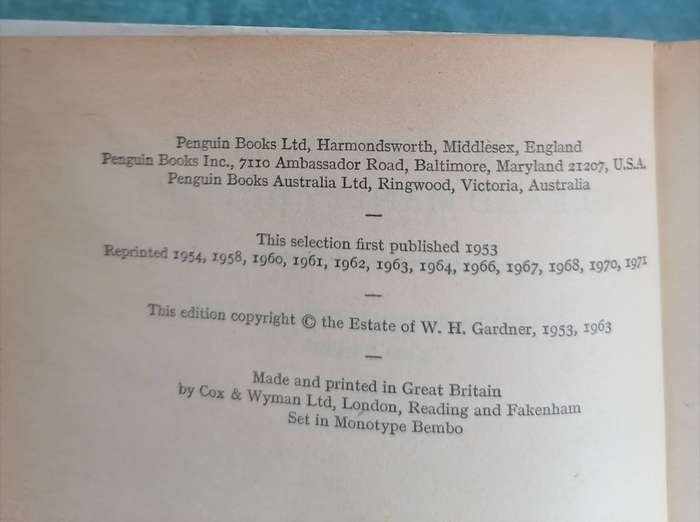 Penguin Books Ltd, Harmondsworth, Middlesex, England
Penguin Books Inc., 7110 Ambassador Road, Baltimore, Maryland 21207, U.S.A.
Penguin Books Australia Ltd, Ringwood, Victoria, Australia
—
This selection first published 1953
Reprinted 1954, 1958, 1960, 1961, 1962, 1963, 1964, 1966, 1967, 1968, 1970, 1971
—
This edition copyright © the Estate of W. H. Gardner, 1953, 1963
—
Made and printed in Great Britain
by Cox & Wyman Ltd, London, Reading and Fakenham
Set in Monotype Bembo